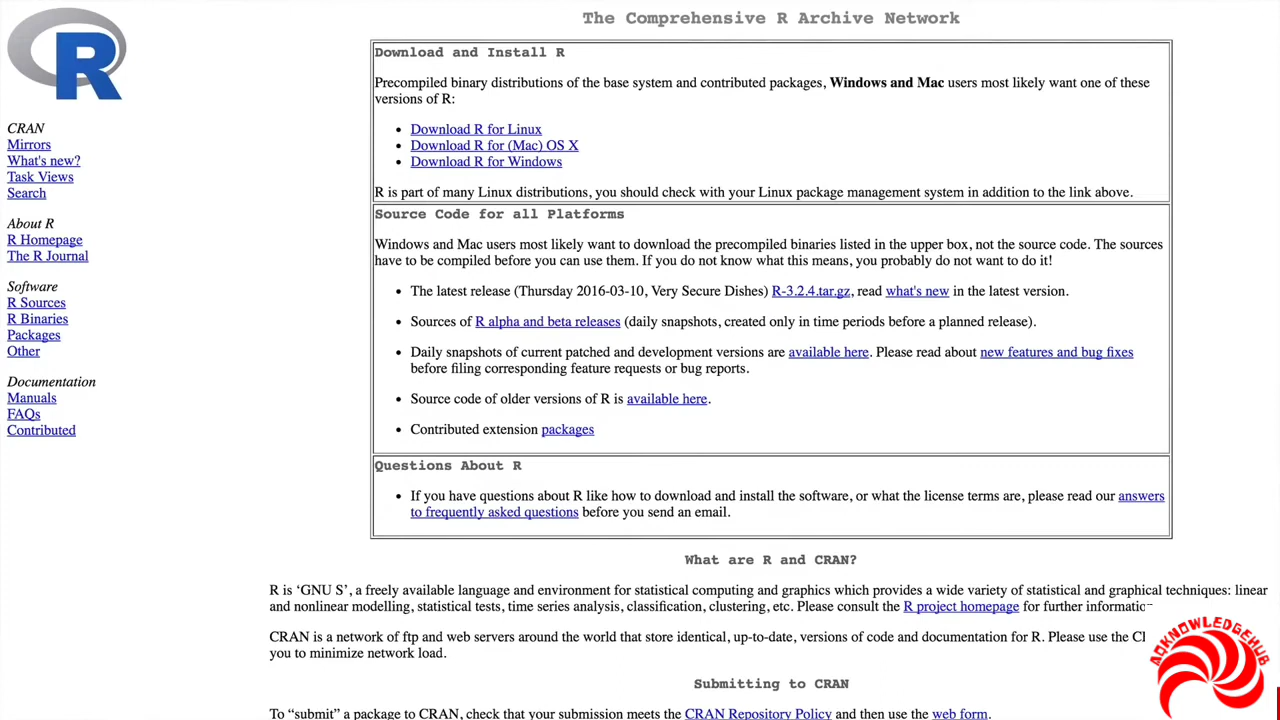 R
CRAN
Mirrors
What's new?
Task Views
Search
About R
R Homepage
The R Journal
Software
R Sources
R Binaries
Packages
Other
Documentation
Manuals
FAQs
Contributed
The Comprehensive R Archive Network
Download and Install R
Precompiled binary distributions of the base system and contributed packages, Windows and Mac users most likely want one of these
versions of R:
• Download R for Linux
• Download R for (Mac) OS X
• Download R for Windows
R is part of many Linux distributions, you should check with your Linux package management system in addition to the link above.
Source Code for all Platforms
Windows and Mac users most likely want to download the precompiled binaries listed in the upper box, not the source code. The sources
have to be compiled before you can use them. If you do not know what this means, you probably do not want to do it!
• The latest release (Thursday 2016-03-10, Very Secure Dishes) R-3.2.4.tar.gz, read what's new in the latest version.
• Sources of R alpha and beta releases (daily snapshots, created only in time periods before a planned release).
• Daily snapshots of current patched and development versions are available here. Please read about new features and bug fixes
before filing corresponding feature requests or bug reports.
• Source code of older versions of R is available here.
• Contributed extension packages
Questions About R
• If you have questions about R like how to download and install the software, or what the license terms are, please read our answers
to frequently asked questions before you send an email.
What are R and CRAN?
R is ‘GNU S’, a freely available language and environment for statistical computing and graphics which provides a wide variety of statistical and graphical techniques: linear
and nonlinear modelling, statistical tests, time series analysis, classification, clustering, etc. Please consult the R project homepage for further informatio
CRAN is a network of ftp and web servers around the world that store identical, up-to-date, versions of code and documentation for R. Please use the
you to minimize network load.
Submitting to CRAN
To “submit” a package to CRAN, check that your submission meets the CRAN Repository Policy and then use the web form.
AQKNOWLEDGEHUB